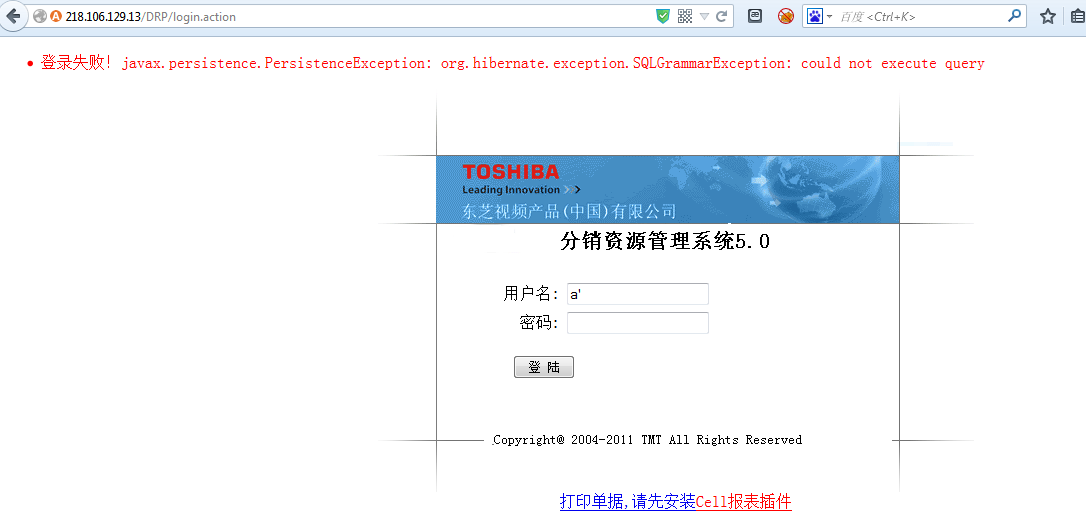 218.106.129.13/DRP/login.action
百度 <Ctrl+K>
登录失败! javax.persistence.PersistenceException: org.hibernate.exception.SQLGrammarException: could not execute query
TOSHIBA
Leading Innovation
东芝视频产品(中国)有限公司
分销资源管理系统5.0
用户名: a'
密码:
登 陆
Copyright@ 2004-2011 TMT All Rights Reserved
打印单据,请先安装Cell报表插件